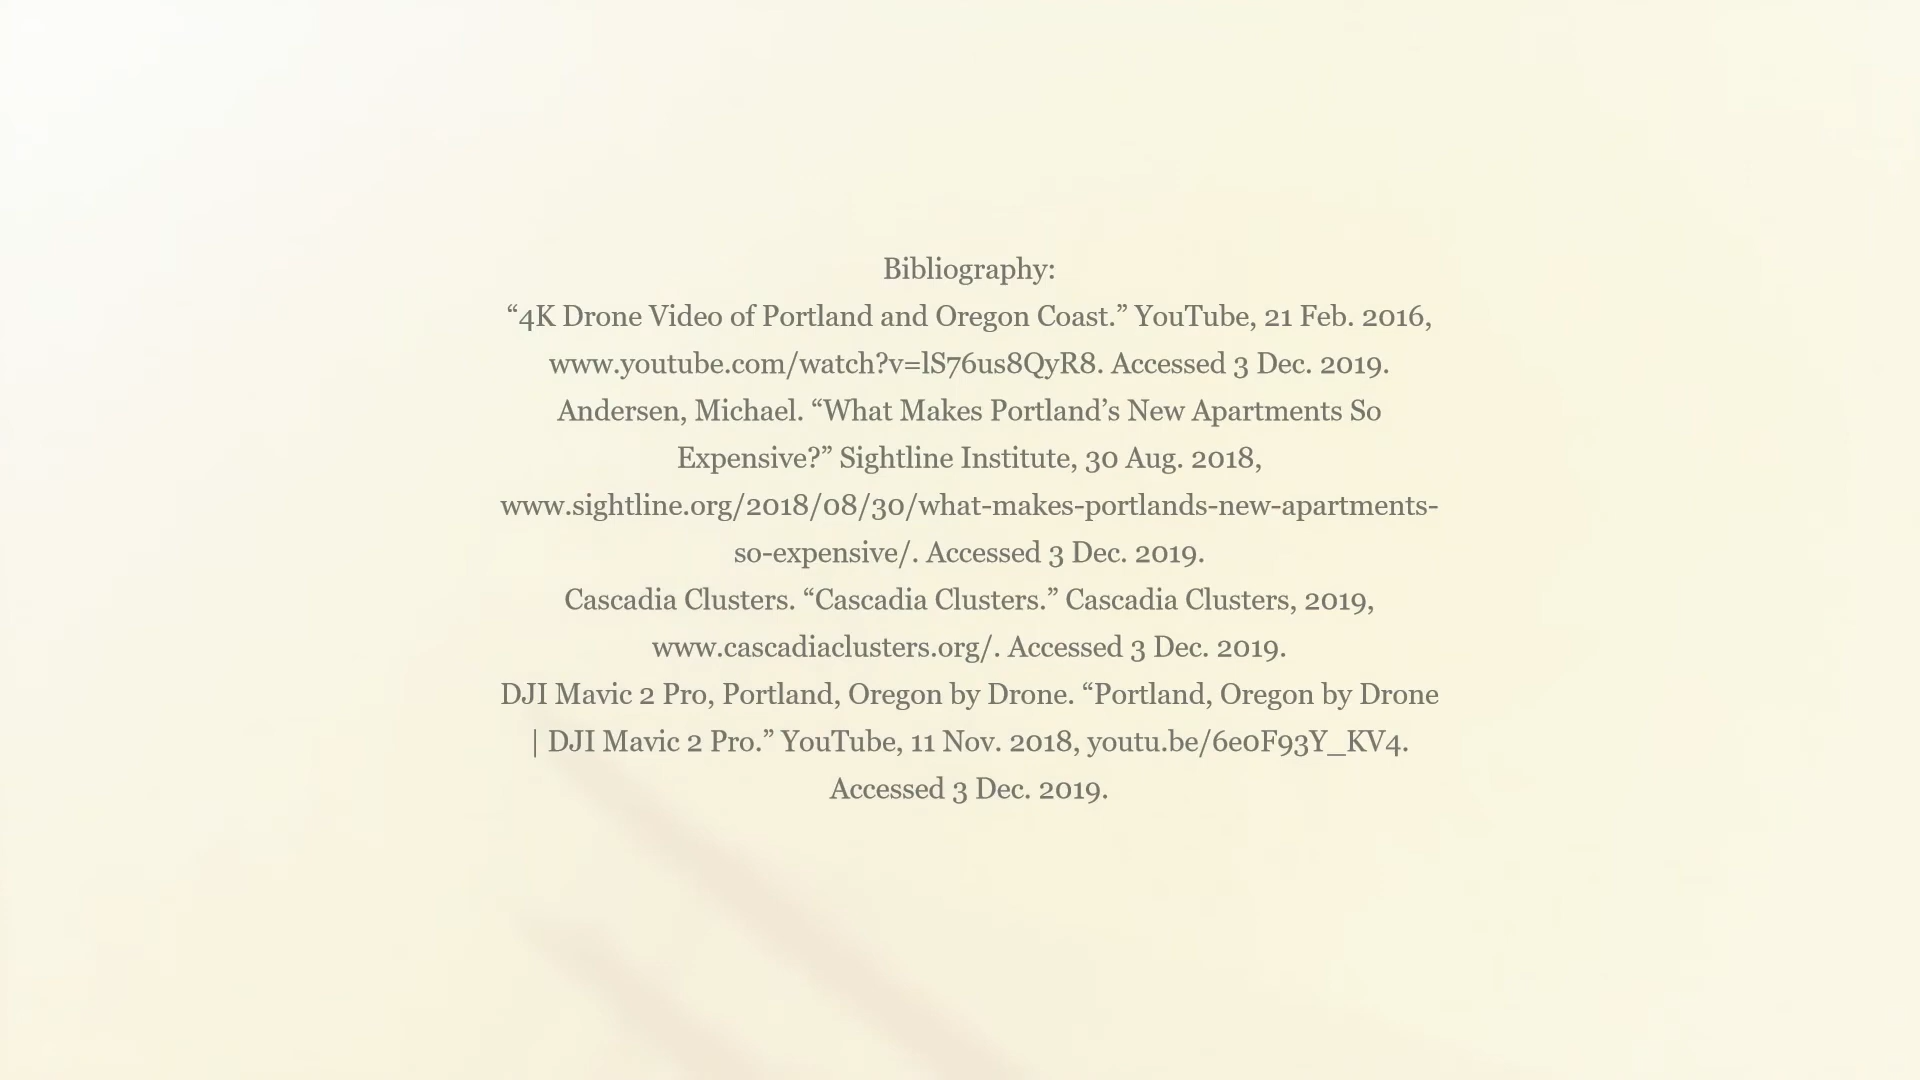 Bibliography:
“4K Drone Video of Portland and Oregon Coast.” YouTube, 21 Feb. 2016,
www.youtube.com/watch?v=lS76us8QyR8. Accessed 3 Dec. 2019.
Andersen, Michael. “What Makes Portland’s New Apartments So
Expensive?” Sightline Institute, 30 Aug. 2018,
www.sightline.org/2018/08/30/what-makes-portlands-new-apartments-
so-expensive/. Accessed 3 Dec. 2019.
Cascadia Clusters. “Cascadia Clusters.” Cascadia Clusters, 2019,
www.cascadiaclusters.org/. Accessed 3 Dec. 2019.
DJI Mavic 2 Pro, Portland, Oregon by Drone. “Portland, Oregon by Drone
| DJI Mavic 2 Pro.” YouTube, 11 Nov. 2018, youtu.be/6e0F93Y_KV4.
Accessed 3 Dec. 2019.